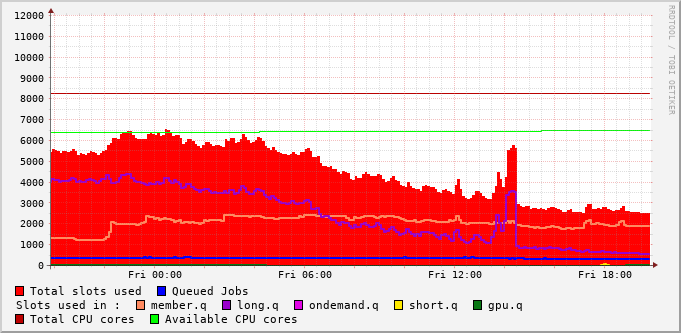 12000
11000
10000
9000
8000
7000
6000
5000
4000
3000
2000
1000
0
Fri 00:00 Fri 06:00 Fri 12:00 Fri 18:00
Total slots used Queued Jobs
Slots used in : member.q long.q ondemand.q short.q gpu.q
Total CPU cores Available CPU cores
RRDTOOL / TOBI OETIKER